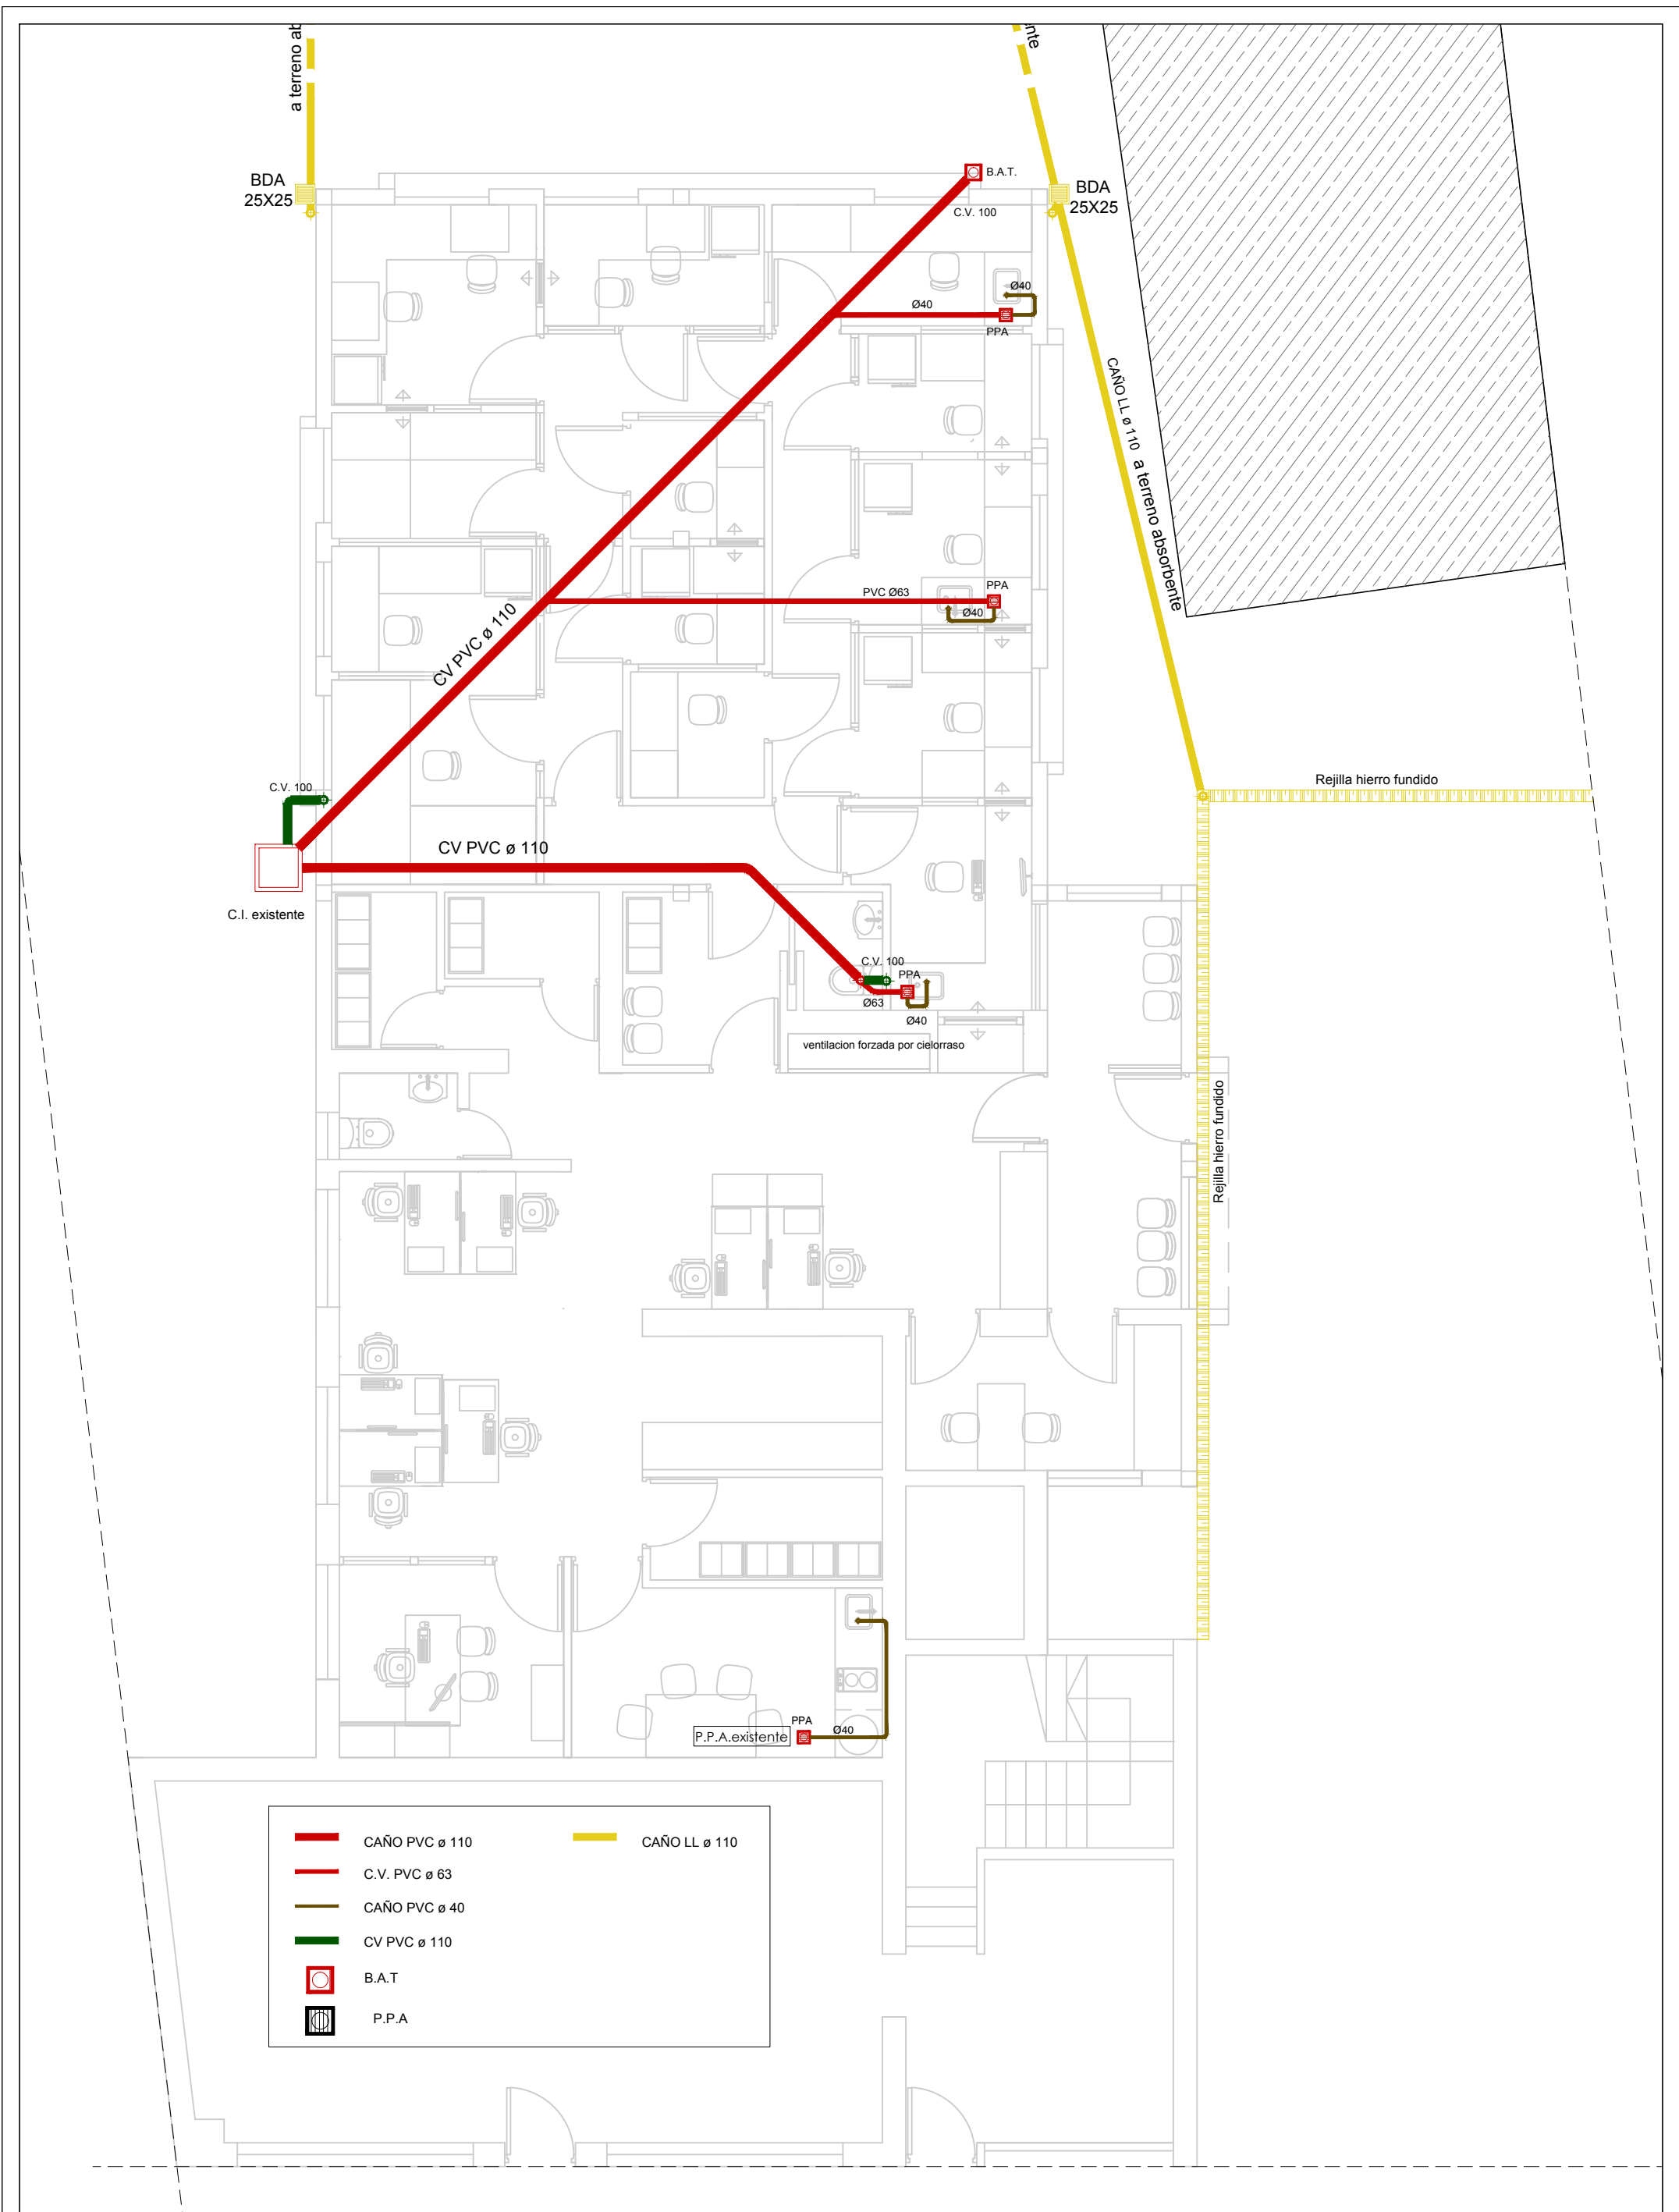 a terreno ab
nte
BDA
25X25
B.A.T.
BDA
25X25
C.V. 100
Ø40
Ø40
PPA
CAÑO LL ø 110 a terreno absorbente
PVC Ø63
PPA
Ø40
CV PVC ø 110
C.V. 100
Rejilla hierro fundido
CV PVC ø 110
C.I. existente
C.V. 100
PPA
Ø63
Ø40
ventilacion forzada por cielorraso
Rejilla hierro fundido
PPA
P.P.A.existente
Ø40
CAÑO PVC ø 110
CAÑO LL ø 110
C.V. PVC ø 63
CAÑO PVC ø 40
CV PVC ø 110
B.A.T
P.P.A